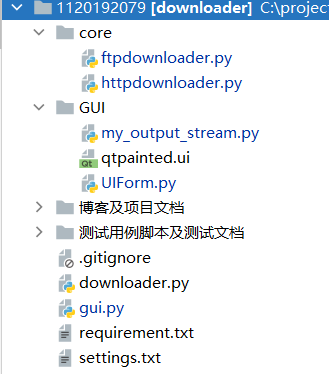 1120192079 [downloader] C:\projec
core
ftpdownloader.py
httpdownloader.py
GUI
my_output_stream.py
qtpainted.ui
UIForm.py
博客及项目文档
测试用例脚本及测试文档
.gitignore
downloader.py
gui.py
requirement.txt
settings.txt